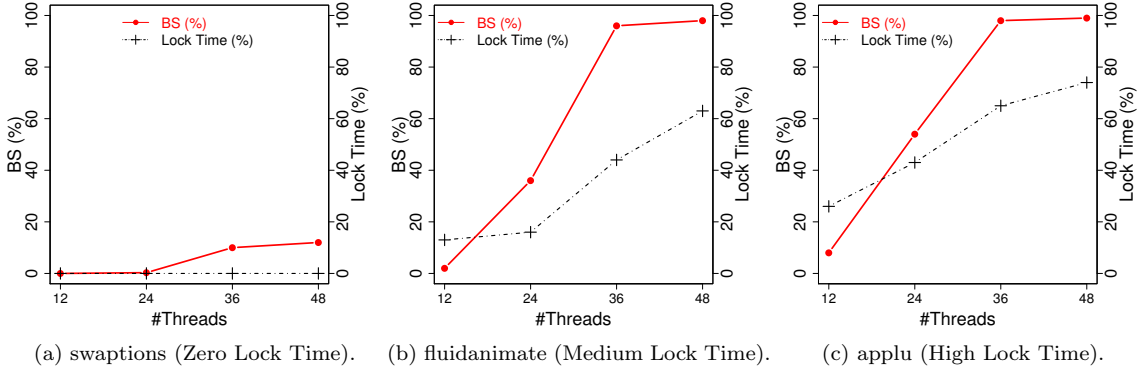 BS (%)
Lock Time (%)
0 20 40 60 80 100
BS (%)
0 20 40 60 80 100
Lock Time (%)
12 24 36 48
#Threads
(a) swaptions (Zero Lock Time).
BS (%)
Lock Time (%)
0 20 40 60 80 100
BS (%)
0 20 40 60 80 100
Lock Time (%)
12 24 36 48
#Threads
(b) fluidanimate (Medium Lock Time).
BS (%)
Lock Time (%)
0 20 40 60 80 100
BS (%)
0 20 40 60 80 100
Lock Time (%)
12 24 36 48
#Threads
(c) applu (High Lock Time).